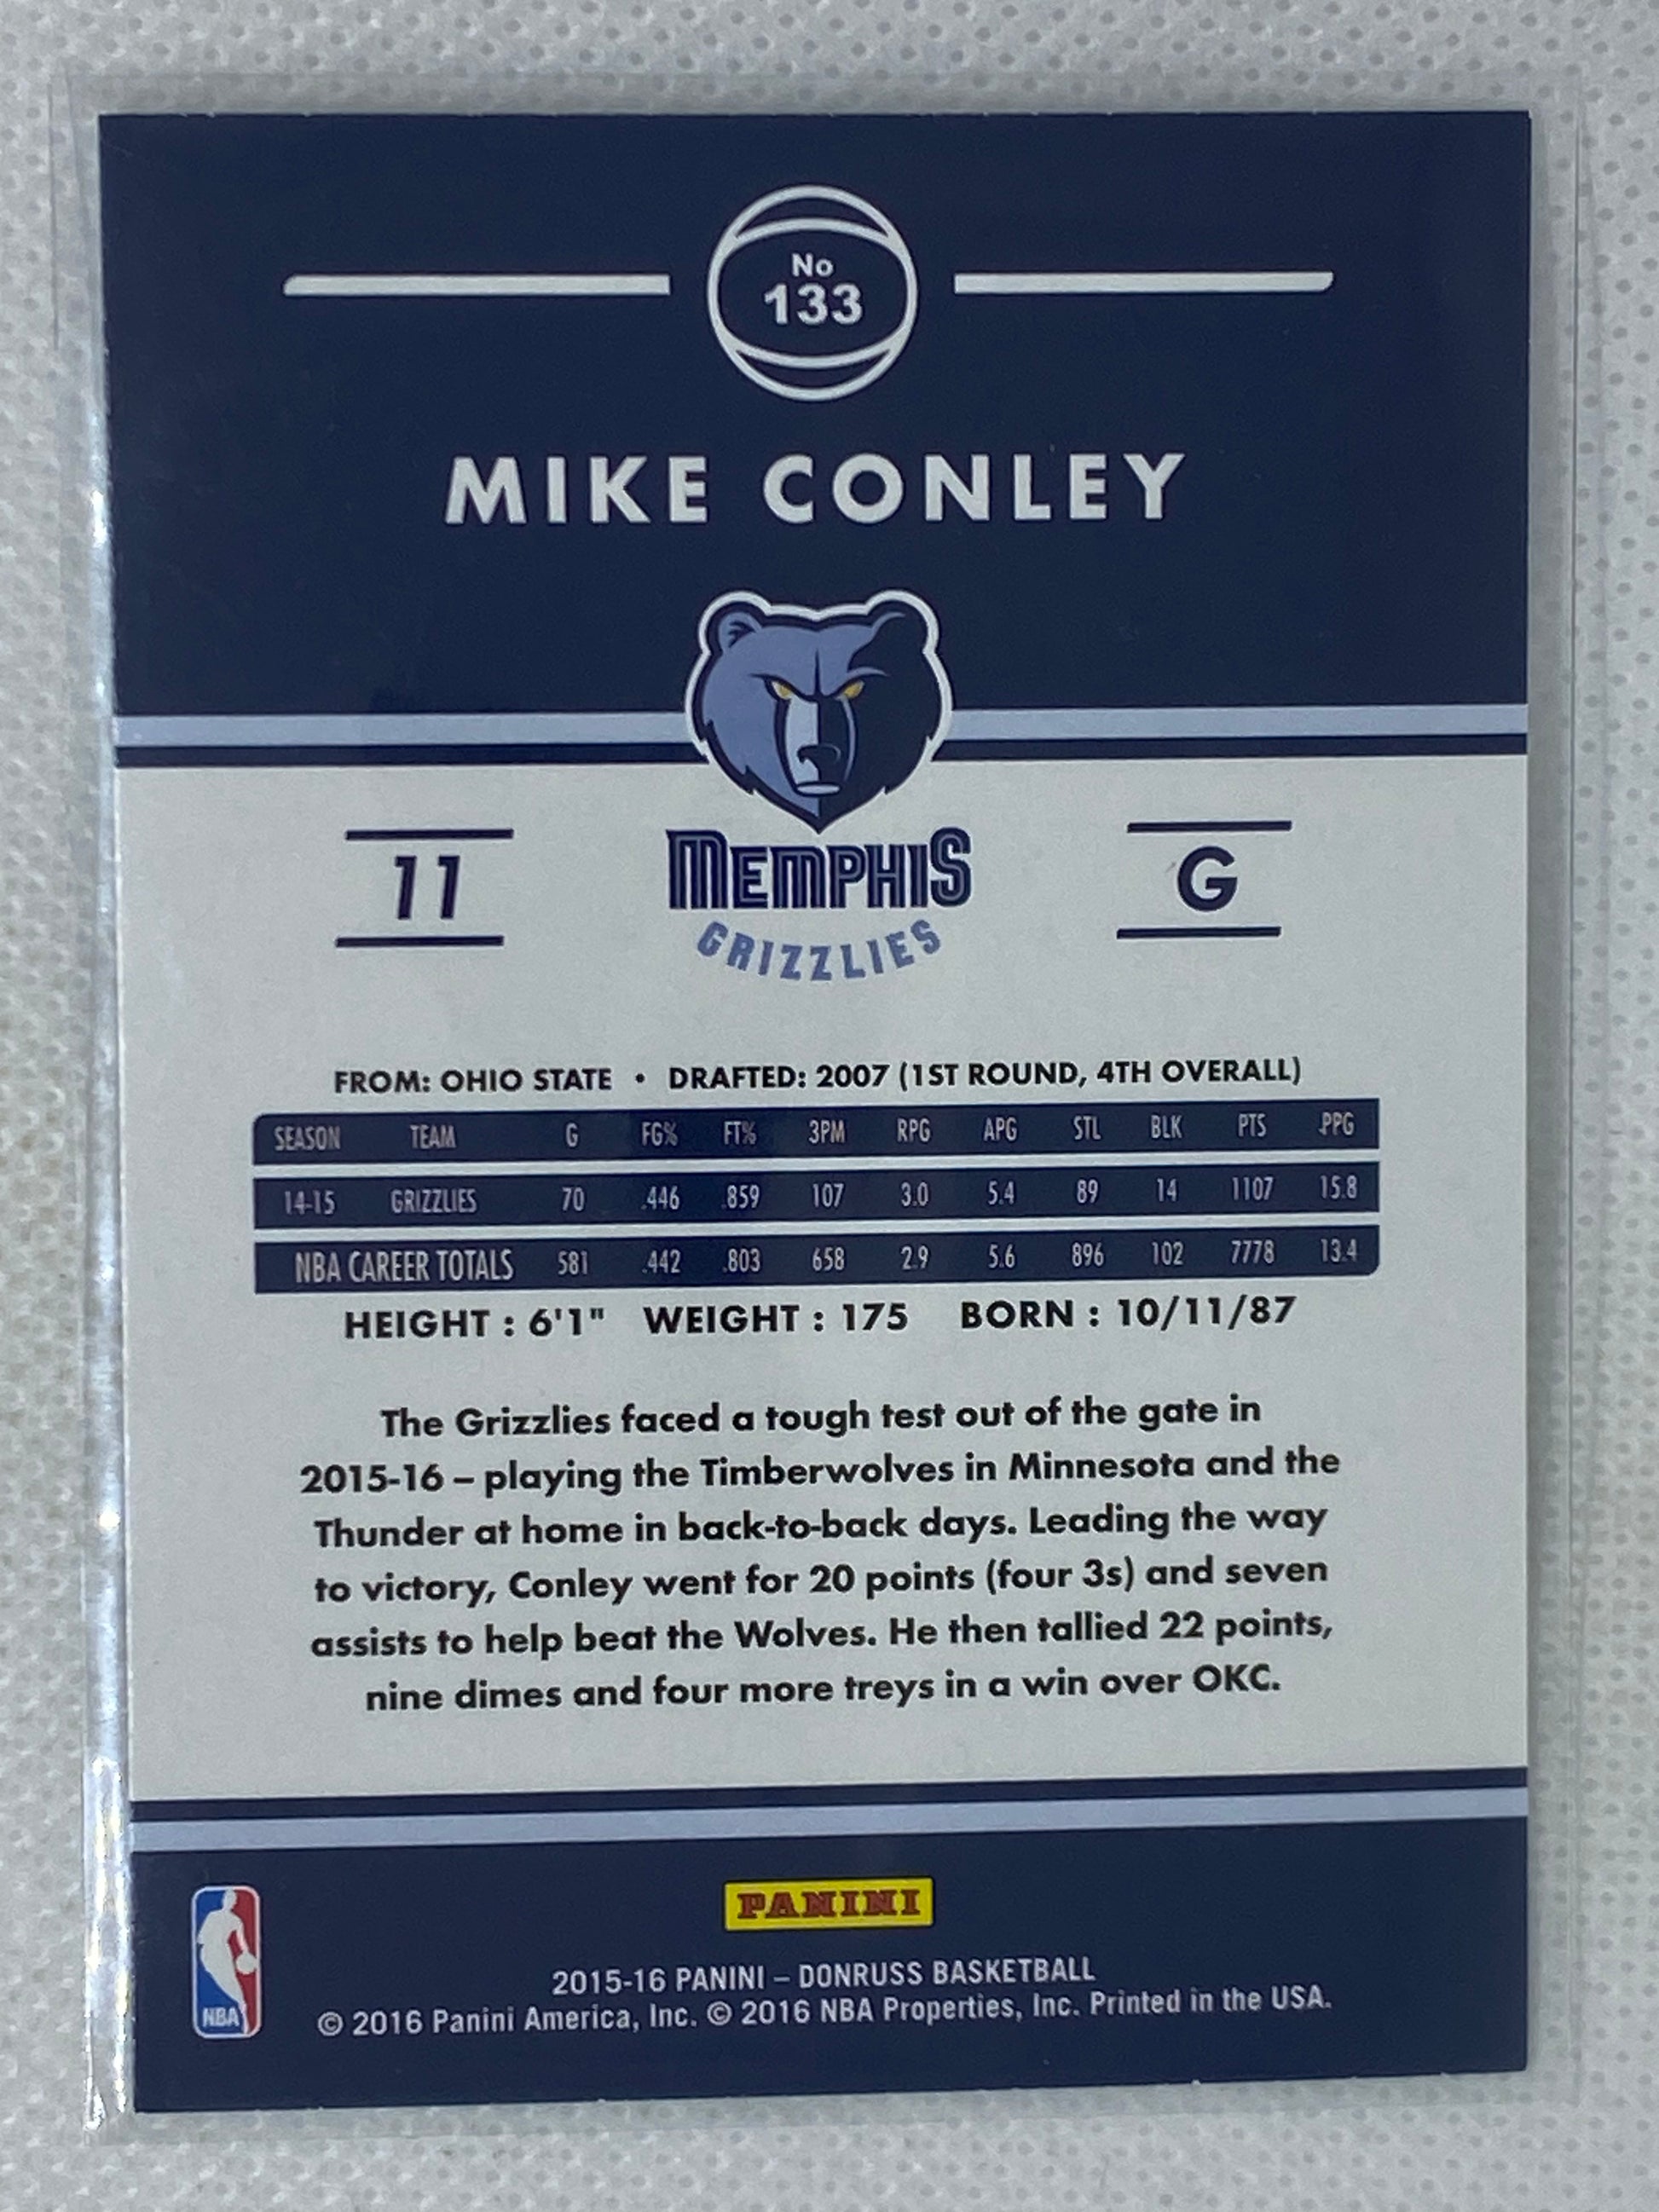 No
133
MIKE CONLEY
11
MEMPHIS
GRIZZLIES
G
FROM: OHIO STATE • DRAFTED: 2007 (1ST ROUND, 4TH OVERALL)
SEASON TEAM G FG% FT% 3PM RPG APG STL BLK PTS PPG
14-15 GRIZZLIES 70 .446 .859 107 3.0 5.4 89 14 1107 15.8
NBA CAREER TOTALS 581 .442 .803 658 2.9 5.6 896 102 7778 13.4
HEIGHT : 6'1" WEIGHT : 175 BORN : 10/11/87
The Grizzlies faced a tough test out of the gate in
2015-16 – playing the Timberwolves in Minnesota and the
Thunder at home in back-to-back days. Leading the way
to victory, Conley went for 20 points (four 3s) and seven
assists to help beat the Wolves. He then tallied 22 points,
nine dimes and four more treys in a win over OKC.
PANINI
NBA
2015-16 PANINI – DONRUSS BASKETBALL
© 2016 Panini America, Inc. © 2016 NBA Properties, Inc. Printed in the USA.